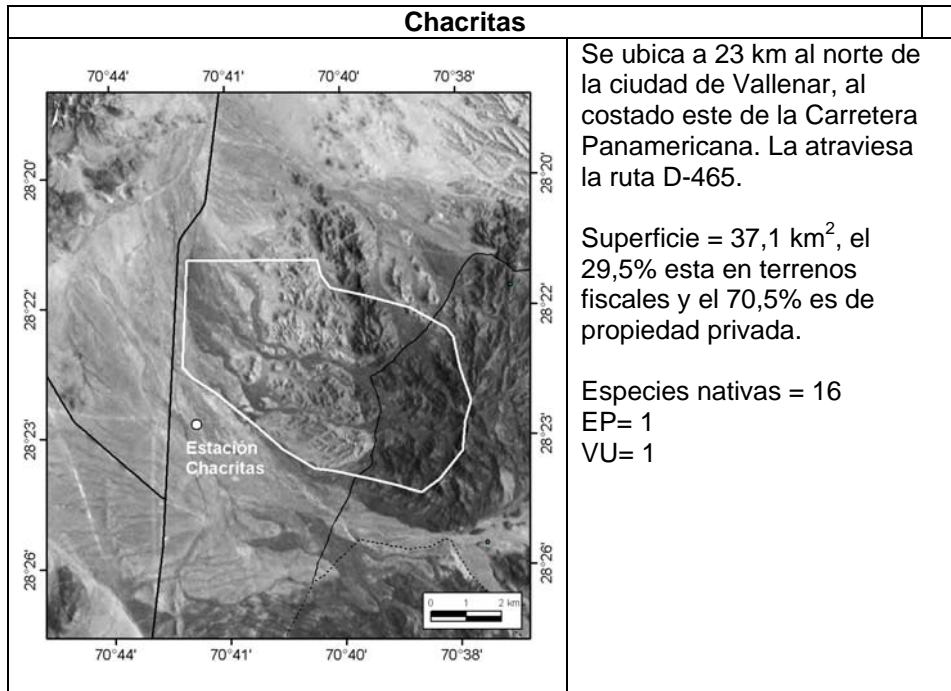 Chacritas
70°44' 70°41' 70°40' 70°38'
28°20' 28°20'
28°22' 28°22'
28°23' 28°23'
Estación
Chacritas
28°26' 28°26'
0 1 2 km
70°44' 70°41' 70°40' 70°38'
Se ubica a 23 km al norte de
la ciudad de Vallenar, al
costado este de la Carretera
Panamericana. La atraviesa
la ruta D-465.
Superficie = 37,1 km², el
29,5% esta en terrenos
fiscales y el 70,5% es de
propiedad privada.
Especies nativas = 16
EP= 1
VU= 1